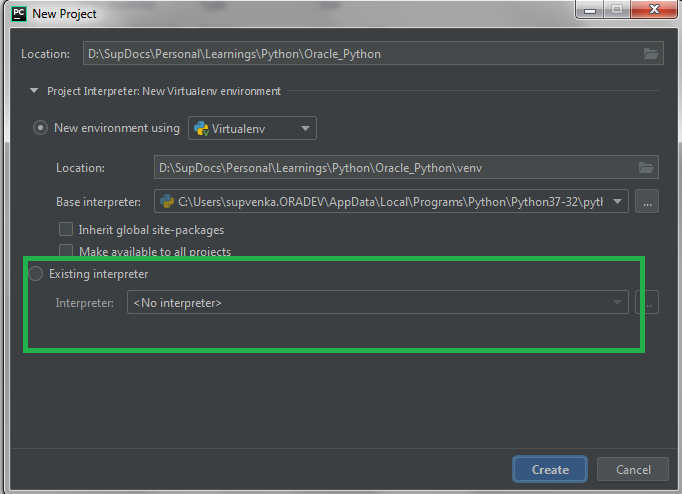 PC New Project
Location: D:\SupDocs\Personal\Learnings\Python\Oracle_Python
Project Interpreter: New Virtualenv environment
New environment using Virtualenv
Location: D:\SupDocs\Personal\Learnings\Python\Oracle_Python\venv
Base interpreter: C:\Users\supvenka.ORADEV\AppData\Local\Programs\Python\Python37-32\pyth ...
Inherit global site-packages
Make available to all projects
Existing interpreter
Interpreter: <No interpreter> ...
Create Cancel